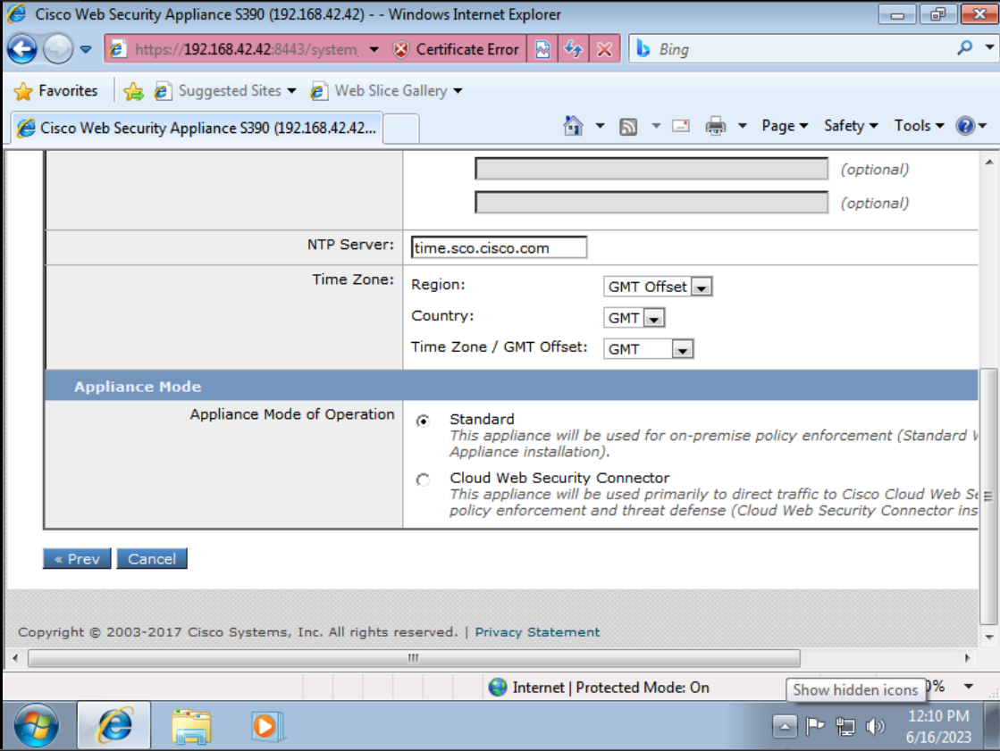 Cisco Web Security Appliance S390 (192.168.42.42) - - Windows Internet Explorer
https://192.168.42.42:8443/system_ Certificate Error Bing
Favorites Suggested Sites Web Slice Gallery
Cisco Web Security Appliance S390 (192.168.42.42... Page Safety Tools
(optional)
(optional)
NTP Server: time.sco.cisco.com
Time Zone: Region: GMT Offset
Country: GMT
Time Zone / GMT Offset: GMT
Appliance Mode
Appliance Mode of Operation Standard
This appliance will be used for on-premise policy enforcement (Standard
Appliance installation).
Cloud Web Security Connector
This appliance will be used primarily to direct traffic to Cisco Cloud Web
policy enforcement and threat defense (Cloud Web Security Connector
« Prev Cancel
Copyright © 2003-2017 Cisco Systems, Inc. All rights reserved. | Privacy Statement
Internet | Protected Mode: On Show hidden icons 0%
12:10 PM
6/16/2023